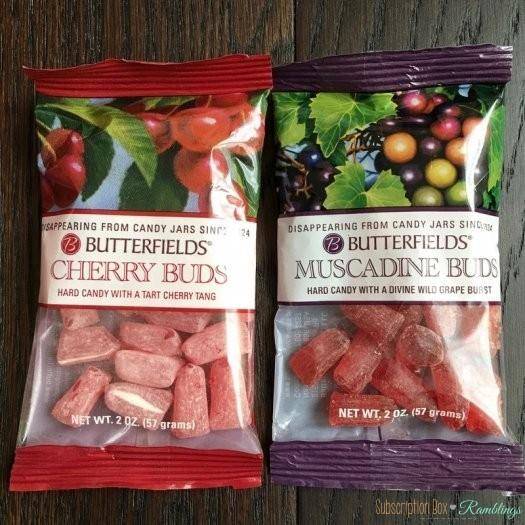 DISAPPEARING FROM CANDY JARS
B BUTTERFIELDS®
CHERRY BUDS
HARD CANDY WITH A TART CHERRY TANG
NET WT. 2 OZ. (57 grams)
DISAPPEARING FROM CANDY JARS
B BUTTERFIELDS®
MUSCADINE BUDS
HARD CANDY WITH A DIVINE WILD GRAPE BURST
NET WT. 2 OZ. (57 grams)
Subscription Box Ramblings